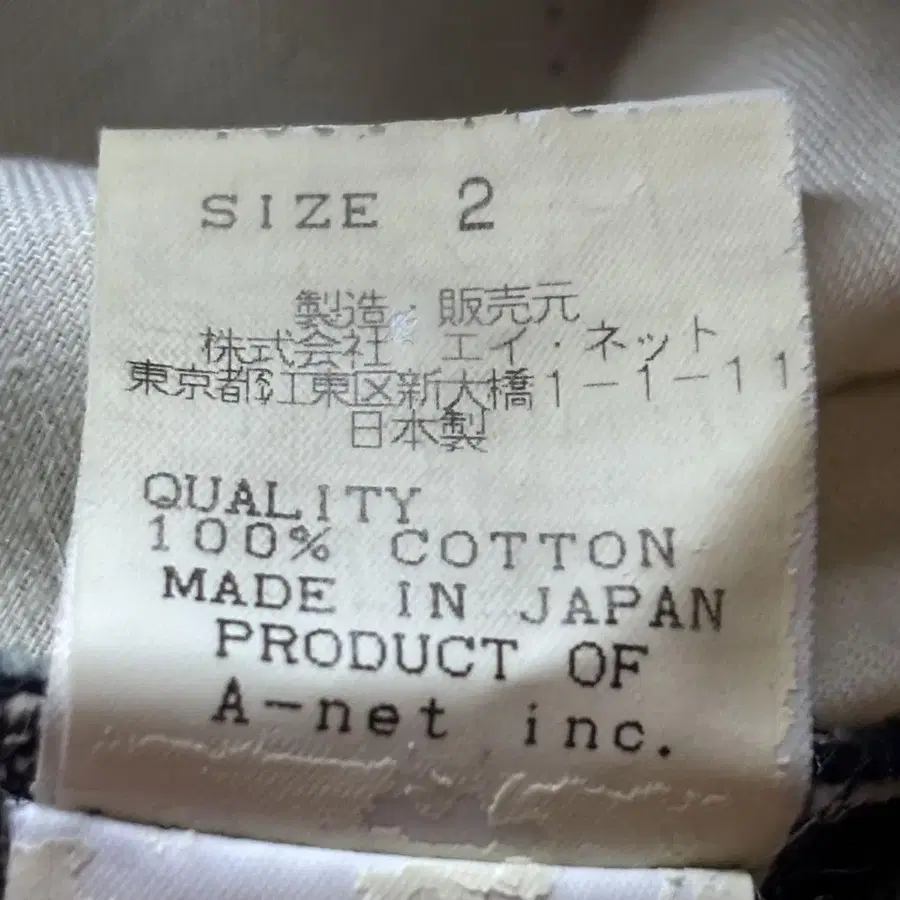 SIZE 2
製造・販売元
株式会社 エイ・ネット
東京都江東区新大橋1-1-11
日本製
QUALITY
100% COTTON
MADE IN JAPAN
PRODUCT OF
A-net inc.